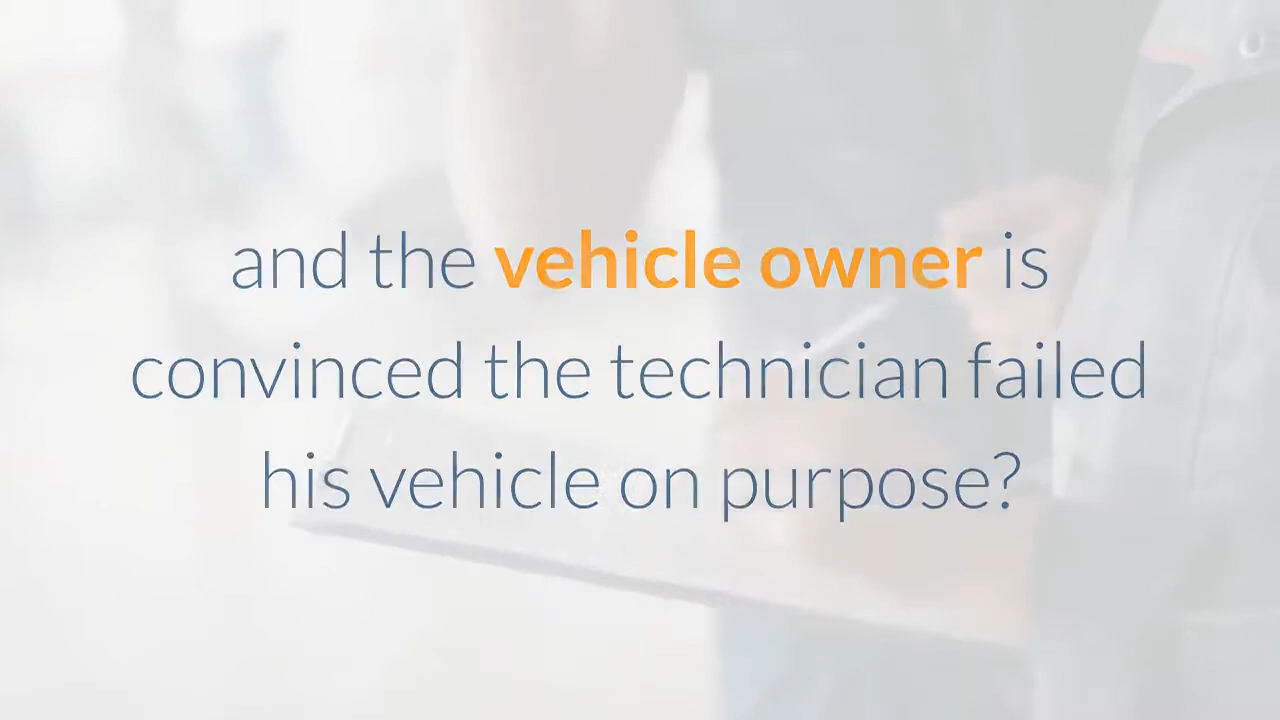 and the vehicle owner is
convinced the technician failed
his vehicle on purpose?